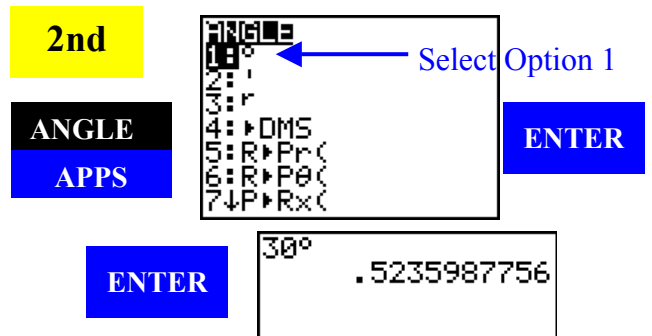 2nd
ANGLE
1:°
2:'
3:ʳ
4:▸DMS
5:R▸Pr(
6:R▸Pθ(
7↓P▸Rx(
Select Option 1
ANGLE
APPS
ENTER
ENTER
30°
.5235987756